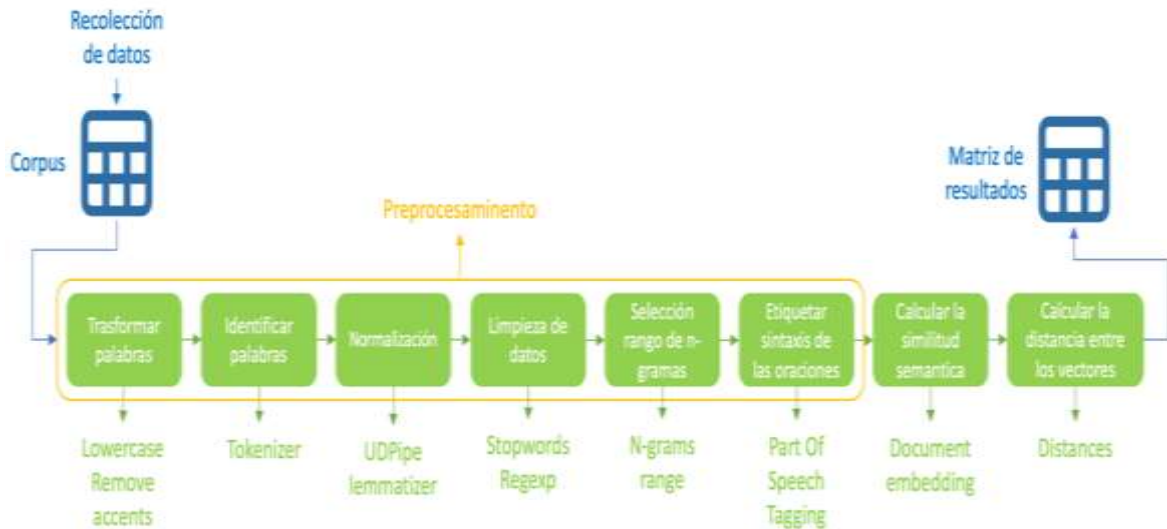 Recolección
de datos
Corpus
Matriz de
resultados
Preprocesaminento
Trasformar
palabras
Identificar
palabras
Normalización
Limpieza de
datos
Selección
rango de n-
gramas
Etiquetar
sintaxis de
las oraciones
Calcular la
similitud
semantica
Calcular la
distancia entre
los vectores
Lowercase
Remove
accents
Tokenizer
UDPipe
lemmatizer
Stopwords
Regexp
N-grams
range
Part Of
Speech
Tagging
Document
embedding
Distances